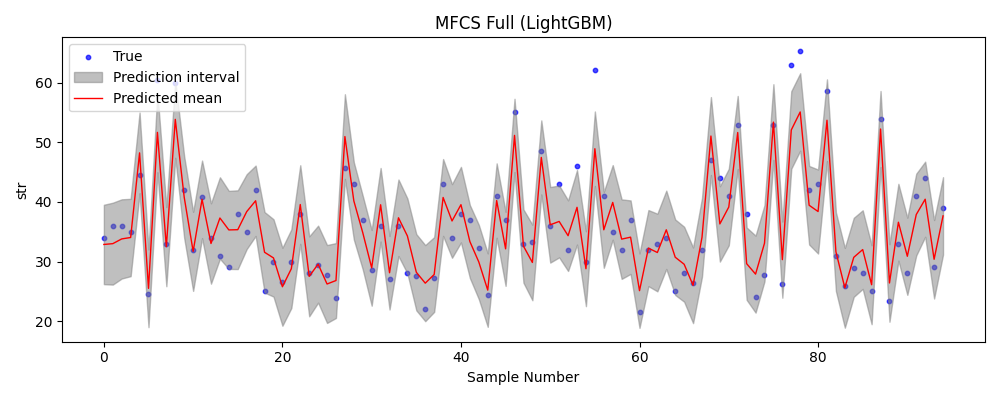 MFCS Full (LightGBM)
True
Prediction interval
Predicted mean
str
60
50
40
30
20
0
20
40
60
80
Sample Number